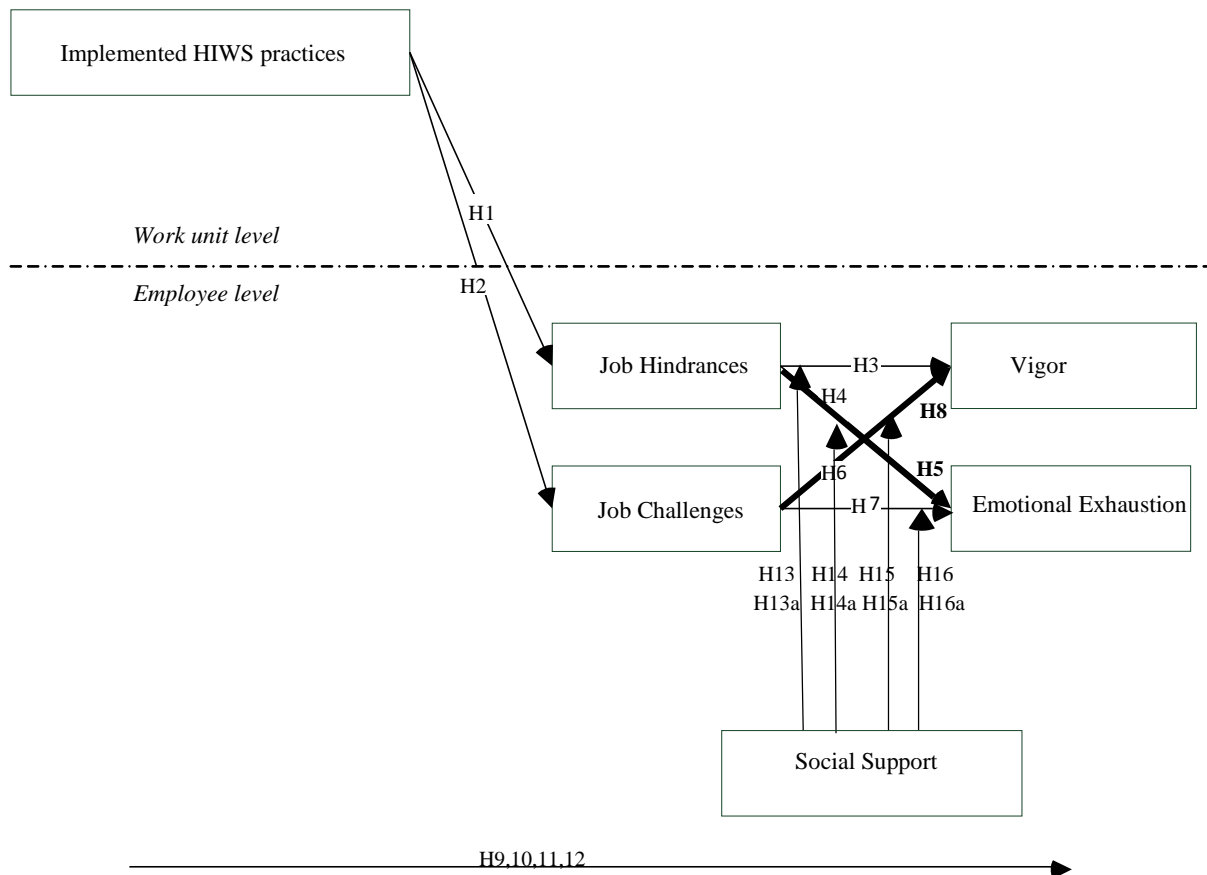 Implemented HIWS practices
H1
Work unit level
Employee level
H2
Job Hindrances
H3
Vigor
H4
H8
H6
H5
Job Challenges
H7
Emotional Exhaustion
H13 H14 H15 H16
H13a H14a H15a H16a
Social Support
H9,10,11,12